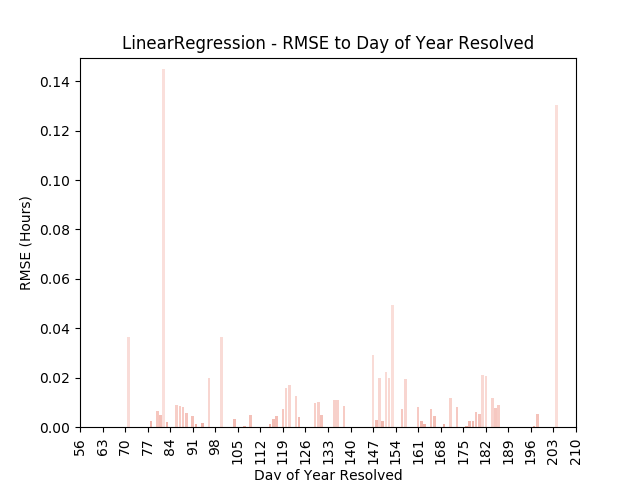 LinearRegression - RMSE to Day of Year Resolved
0.14
0.12
0.10
0.08
0.06
0.04
0.02
0.00
RMSE (Hours)
56 63 70 77 84 91 98 105 112 119 126 133 140 147 154 161 168 175 182 189 196 203 210
Day of Year Resolved